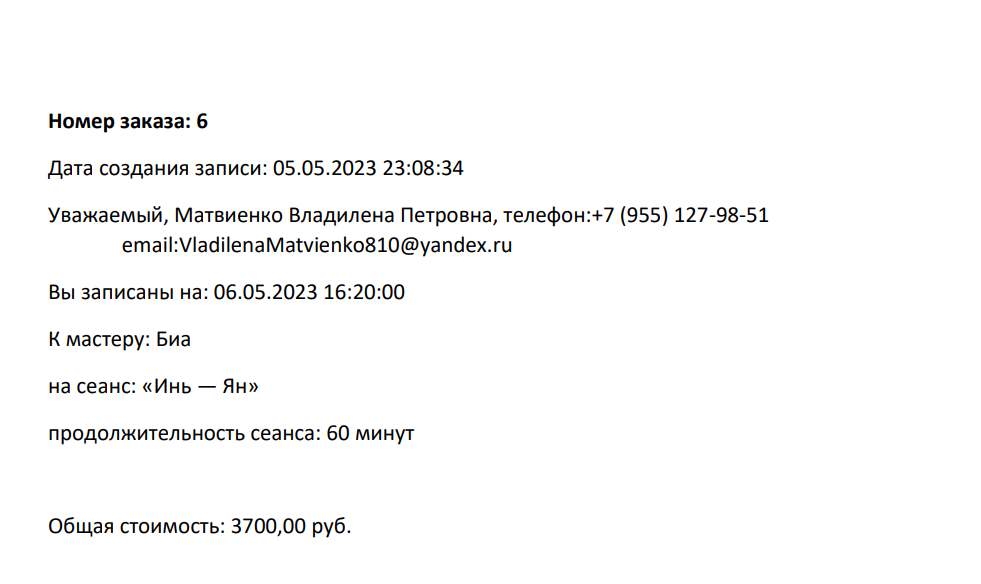 Номер заказа: 6
Дата создания записи: 05.05.2023 23:08:34
Уважаемый, Матвиенко Владилена Петровна, телефон:+7 (955) 127-98-51
email:VladilenaMatvienko810@yandex.ru
Вы записаны на: 06.05.2023 16:20:00
К мастеру: Биа
на сеанс: «Инь — Ян»
продолжительность сеанса: 60 минут
Общая стоимость: 3700,00 руб.